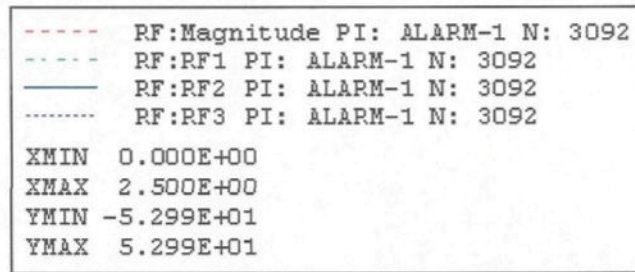 RF:Magnitude PI: ALARM-1 N: 3092
RF:RF1 PI: ALARM-1 N: 3092
RF:RF2 PI: ALARM-1 N: 3092
RF:RF3 PI: ALARM-1 N: 3092
XMIN 0.000E+00
XMAX 2.500E+00
YMIN -5.299E+01
YMAX 5.299E+01